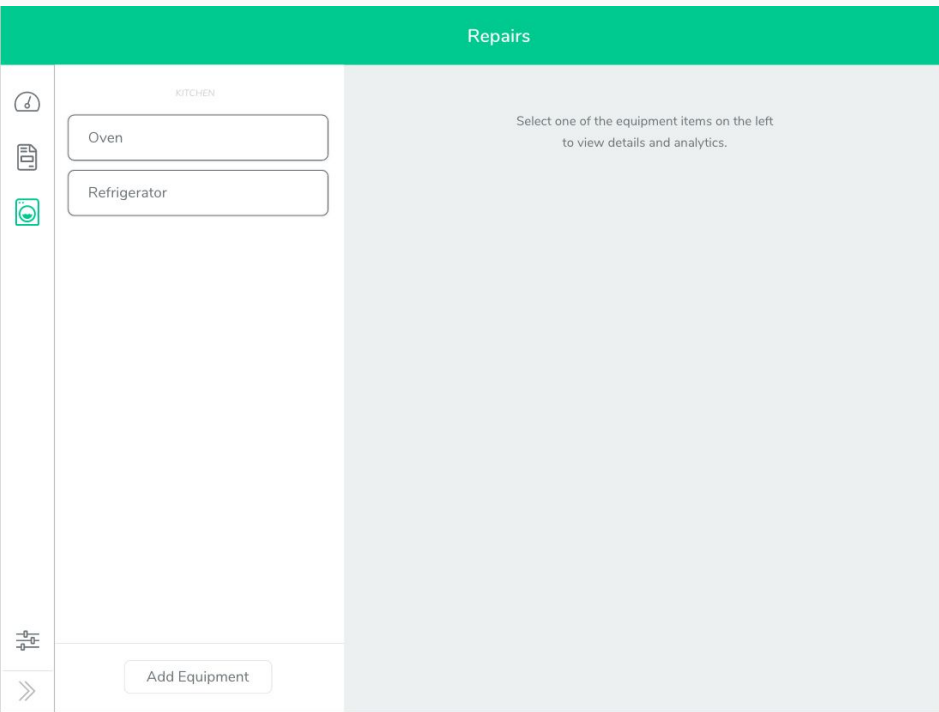 Repairs
KITCHEN
Oven
Refrigerator
Select one of the equipment items on the left
to view details and analytics.
Add Equipment